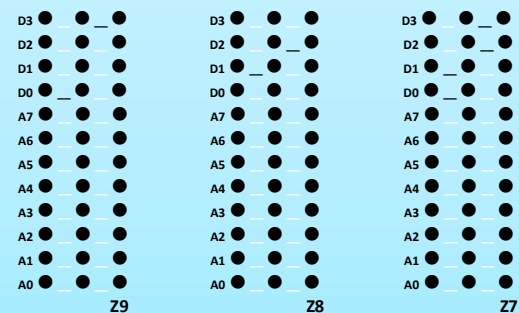 D3 D3 D3
D2 D2 D2
D1 D1 D1
D0 D0 D0
A7 A7 A7
A6 A6 A6
A5 A5 A5
A4 A4 A4
A3 A3 A3
A2 A2 A2
A1 A1 A1
A0 A0 A0
Z9 Z8 Z7